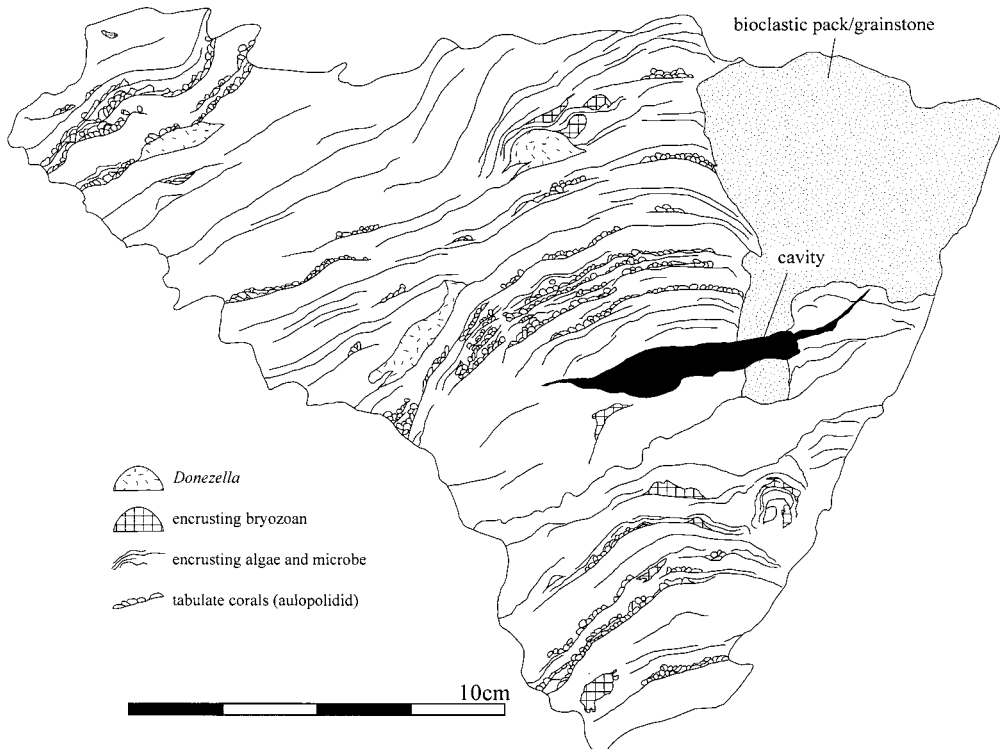 bioclastic pack/grainstone
cavity
Donezella
encrusting bryozoan
encrusting algae and microbe
tabulate corals (aulopolidid)
10cm